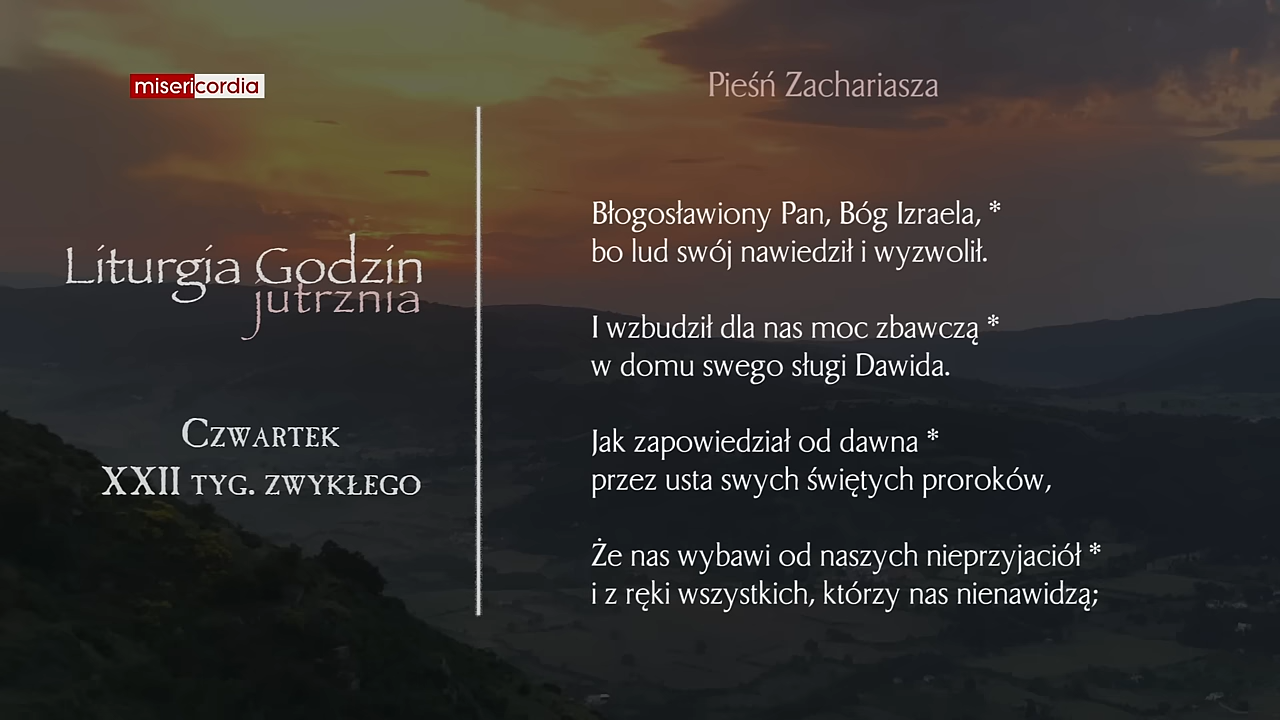 misericordia
Liturgia Godzin
jutrznia
Czwartek
XXII tyg. zwykłego
Pieśń Zachariasza
Błogosławiony Pan, Bóg Izraela, *
bo lud swój nawiedził i wyzwolił.
I wzbudził dla nas moc zbawczą *
w domu swego sługi Dawida.
Jak zapowiedział od dawna *
przez usta swych świętych proroków,
Że nas wybawi od naszych nieprzyjaciół *
i z ręki wszystkich, którzy nas nienawidzą;